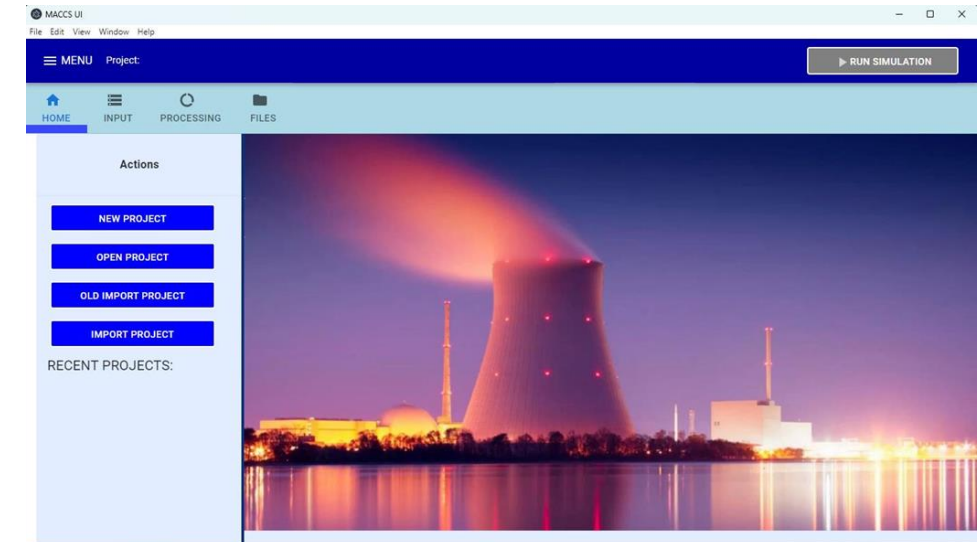 MACCS UI
File Edit View Window Help
MENU Project: RUN SIMULATION
HOME INPUT PROCESSING FILES
Actions
NEW PROJECT
OPEN PROJECT
OLD IMPORT PROJECT
IMPORT PROJECT
RECENT PROJECTS: